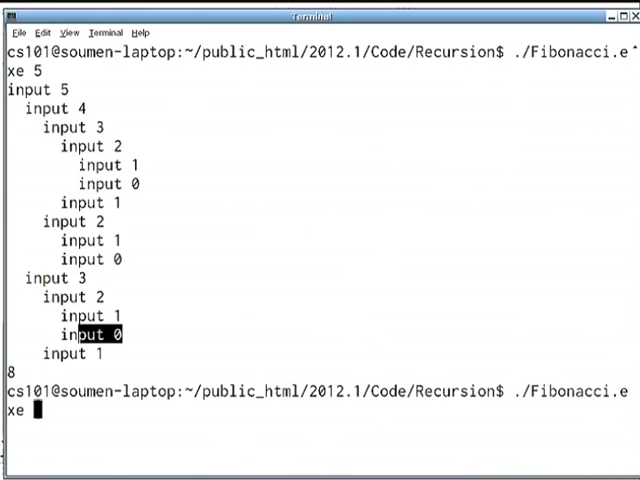 Terminal
File Edit View Terminal Help
cs101@soumen-laptop:~/public_html/2012.1/Code/Recursion$ ./Fibonacci.e
xe 5
input 5
input 4
input 3
input 2
input 1
input 0
input 1
input 2
input 1
input 0
input 3
input 2
input 1
input 0
input 1
8
cs101@soumen-laptop:~/public_html/2012.1/Code/Recursion$ ./Fibonacci.e
xe